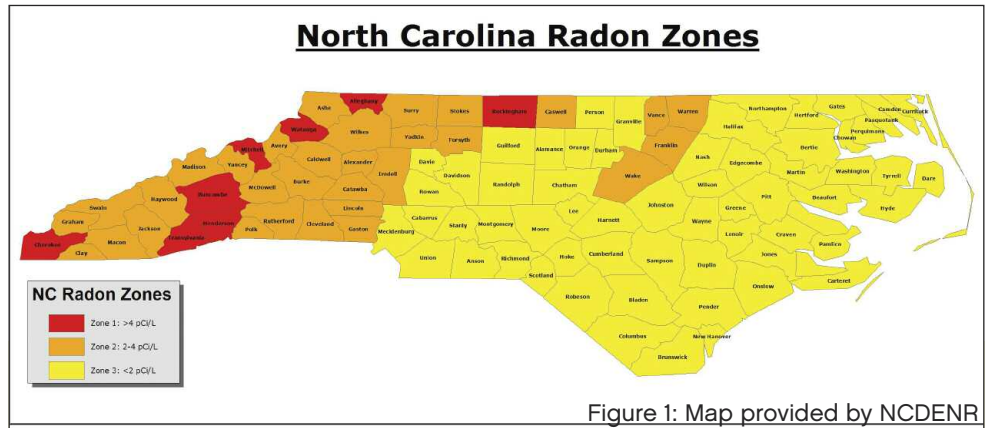 North Carolina Radon Zones
Ashe
Alleghany
Surry
Stokes
Rockingham
Caswell
Person
Granville
Vance
Warren
Northampton
Gates
Camden
Currituck
Pasquotank
Perquimans
Chowan
Hertford
Halifax
Bertie
Watauga
Wilkes
Yadkin
Forsyth
Guilford
Alamance
Orange
Durham
Franklin
Nash
Edgecombe
Martin
Washington
Tyrrell
Dare
Mitchell
Avery
Caldwell
Alexander
Iredell
Davie
Davidson
Randolph
Chatham
Wake
Wilson
Pitt
Beaufort
Hyde
Madison
Yancey
McDowell
Burke
Catawba
Rowan
Johnston
Greene
Swain
Haywood
Buncombe
Lincoln
Cabarrus
Stanly
Montgomery
Moore
Lee
Harnett
Wayne
Lenoir
Craven
Pamlico
Graham
Jackson
Henderson
Rutherford
Cleveland
Gaston
Mecklenburg
Cherokee
Macon
Clay
Transylvania
Polk
Union
Anson
Richmond
Scotland
Hoke
Cumberland
Sampson
Duplin
Jones
Carteret
Onslow
Robeson
Bladen
Pender
Columbus
New Hanover
Brunswick
NC Radon Zones
Zone 1: >4 pCi/L
Zone 2: 2-4 pCi/L
Zone 3: <2 pCi/L
Figure 1: Map provided by NCDENR